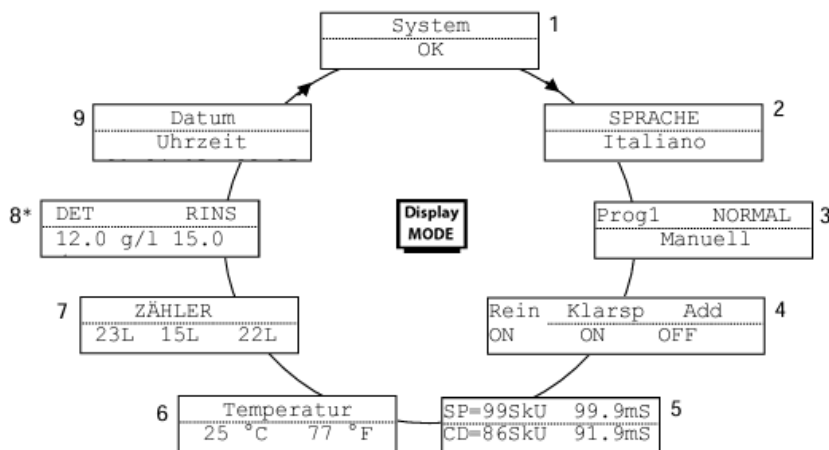 System
OK
1
SPRACHE
Italiano
2
Prog1 NORMAL
Manuell
3
Rein Klarsp Add
ON ON OFF
4
SP=99SkU 99.9mS
CD=86SkU 91.9mS
5
6
Temperatur
25 °C 77 °F
7
ZÄHLER
23L 15L 22L
8*
DET RINS
12.0 g/l 15.0
9
Datum
Uhrzeit
Display
MODE